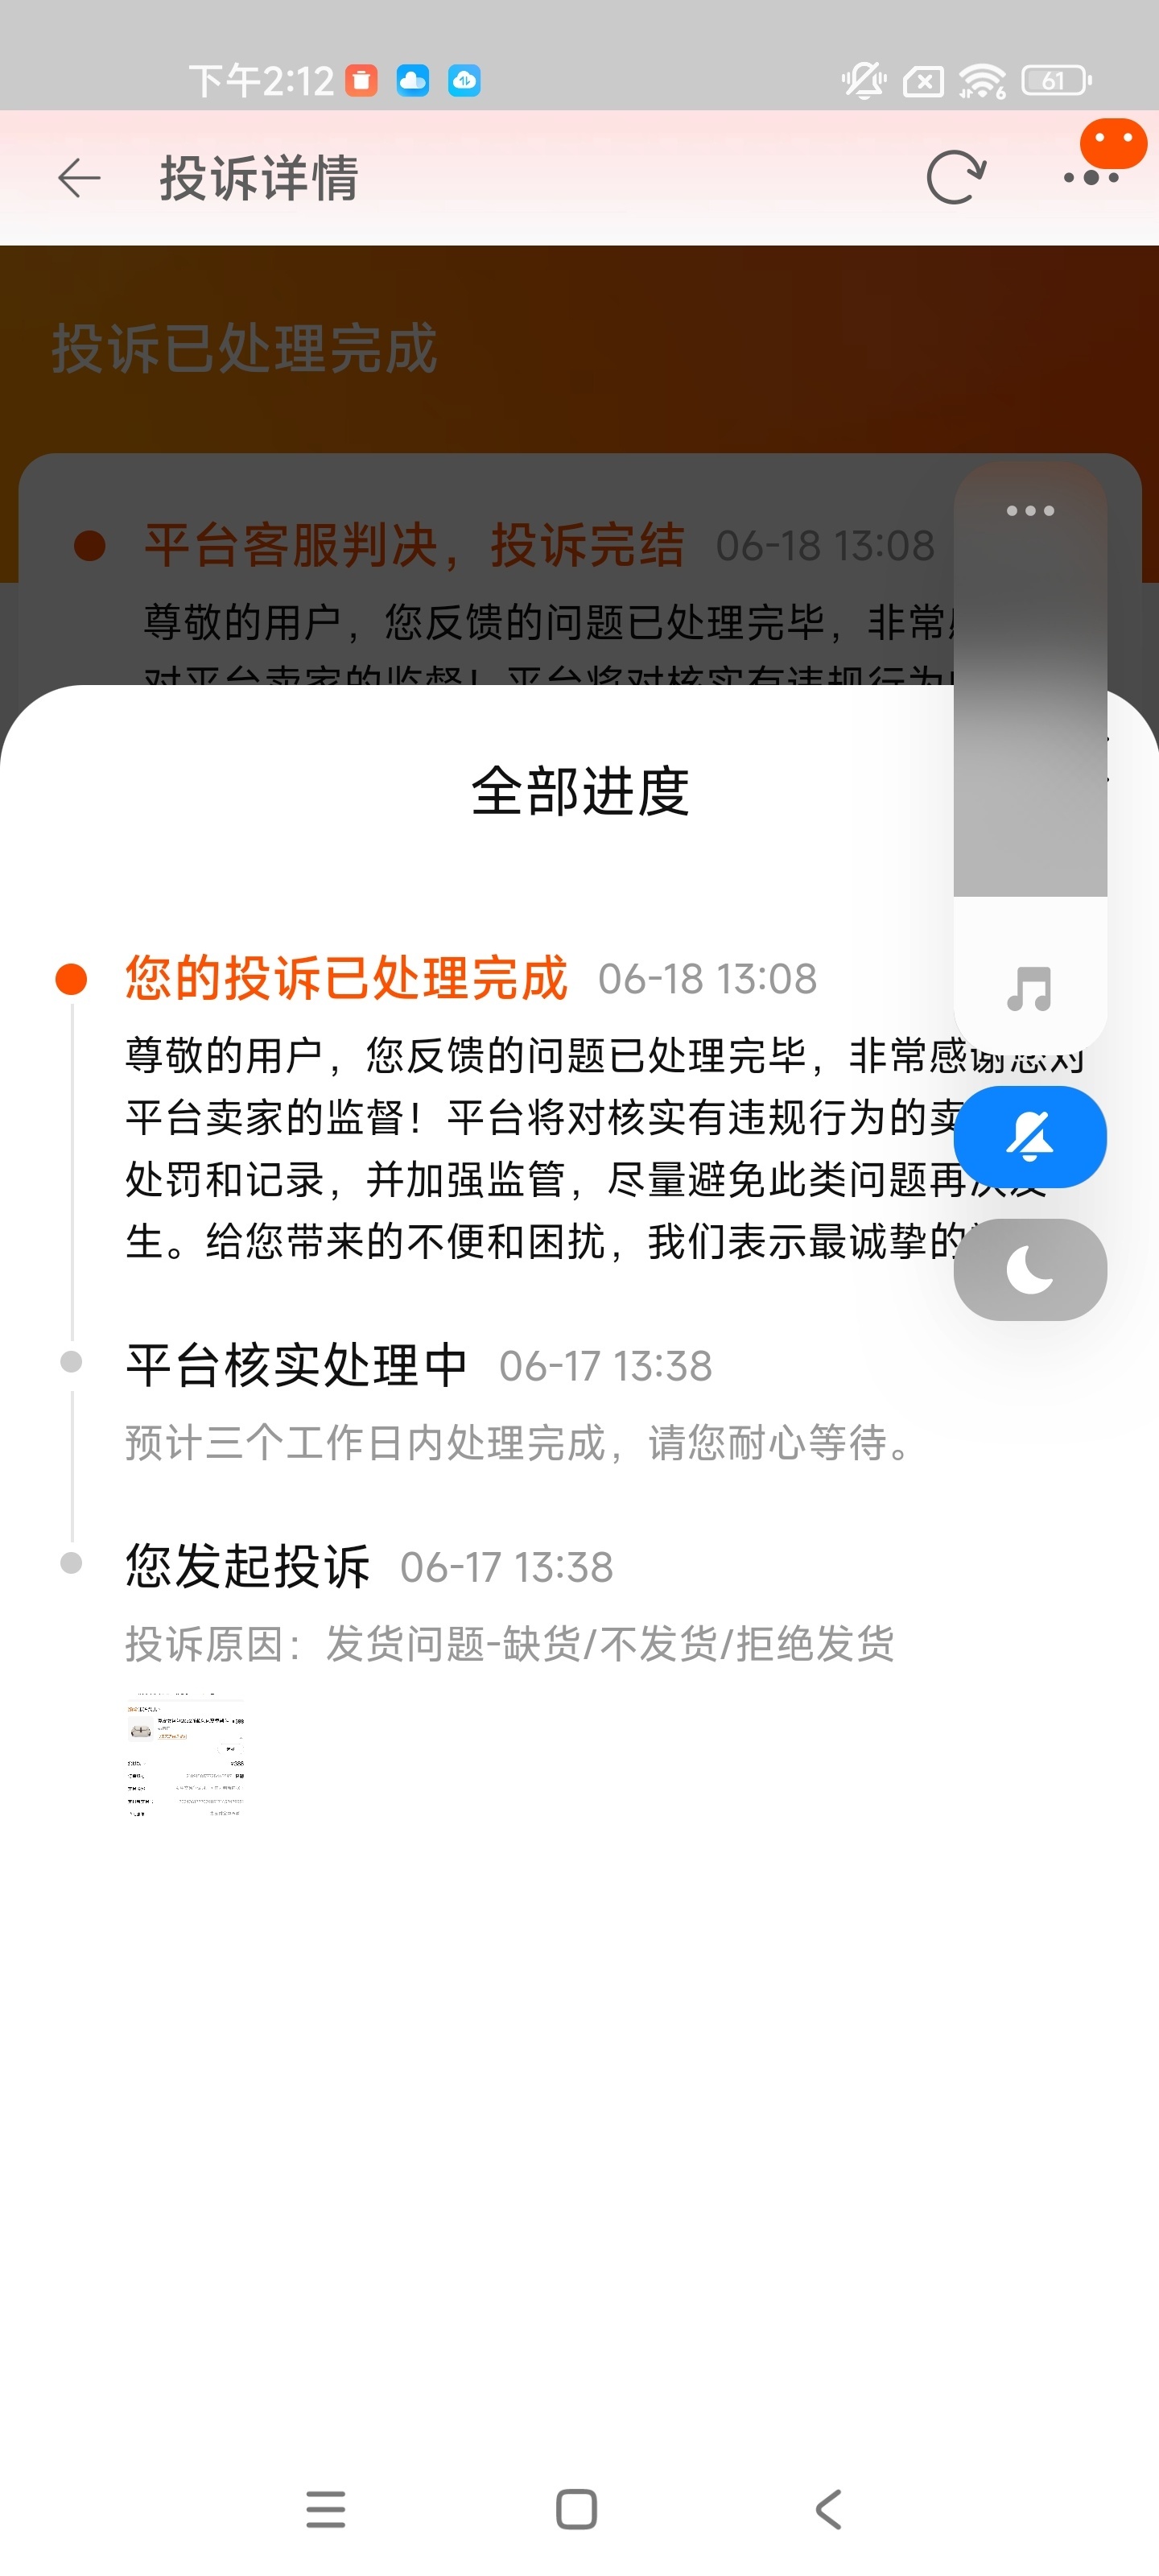 下午2:12
61
投诉详情
投诉已处理完成
平台客服判决，投诉完结 06-18 13:08
尊敬的用户，您反馈的问题已处理完毕，非常
对平台卖家的监督！平台将对核实有违规行为
全部进度
您的投诉已处理完成 06-18 13:08
尊敬的用户，您反馈的问题已处理完毕，非常感谢您对
平台卖家的监督！平台将对核实有违规行为的卖
处罚和记录，并加强监管，尽量避免此类问题再次发
生。给您带来的不便和困扰，我们表示最诚挚的
平台核实处理中 06-17 13:38
预计三个工作日内处理完成，请您耐心等待。
您发起投诉 06-17 13:38
投诉原因：发货问题-缺货/不发货/拒绝发货